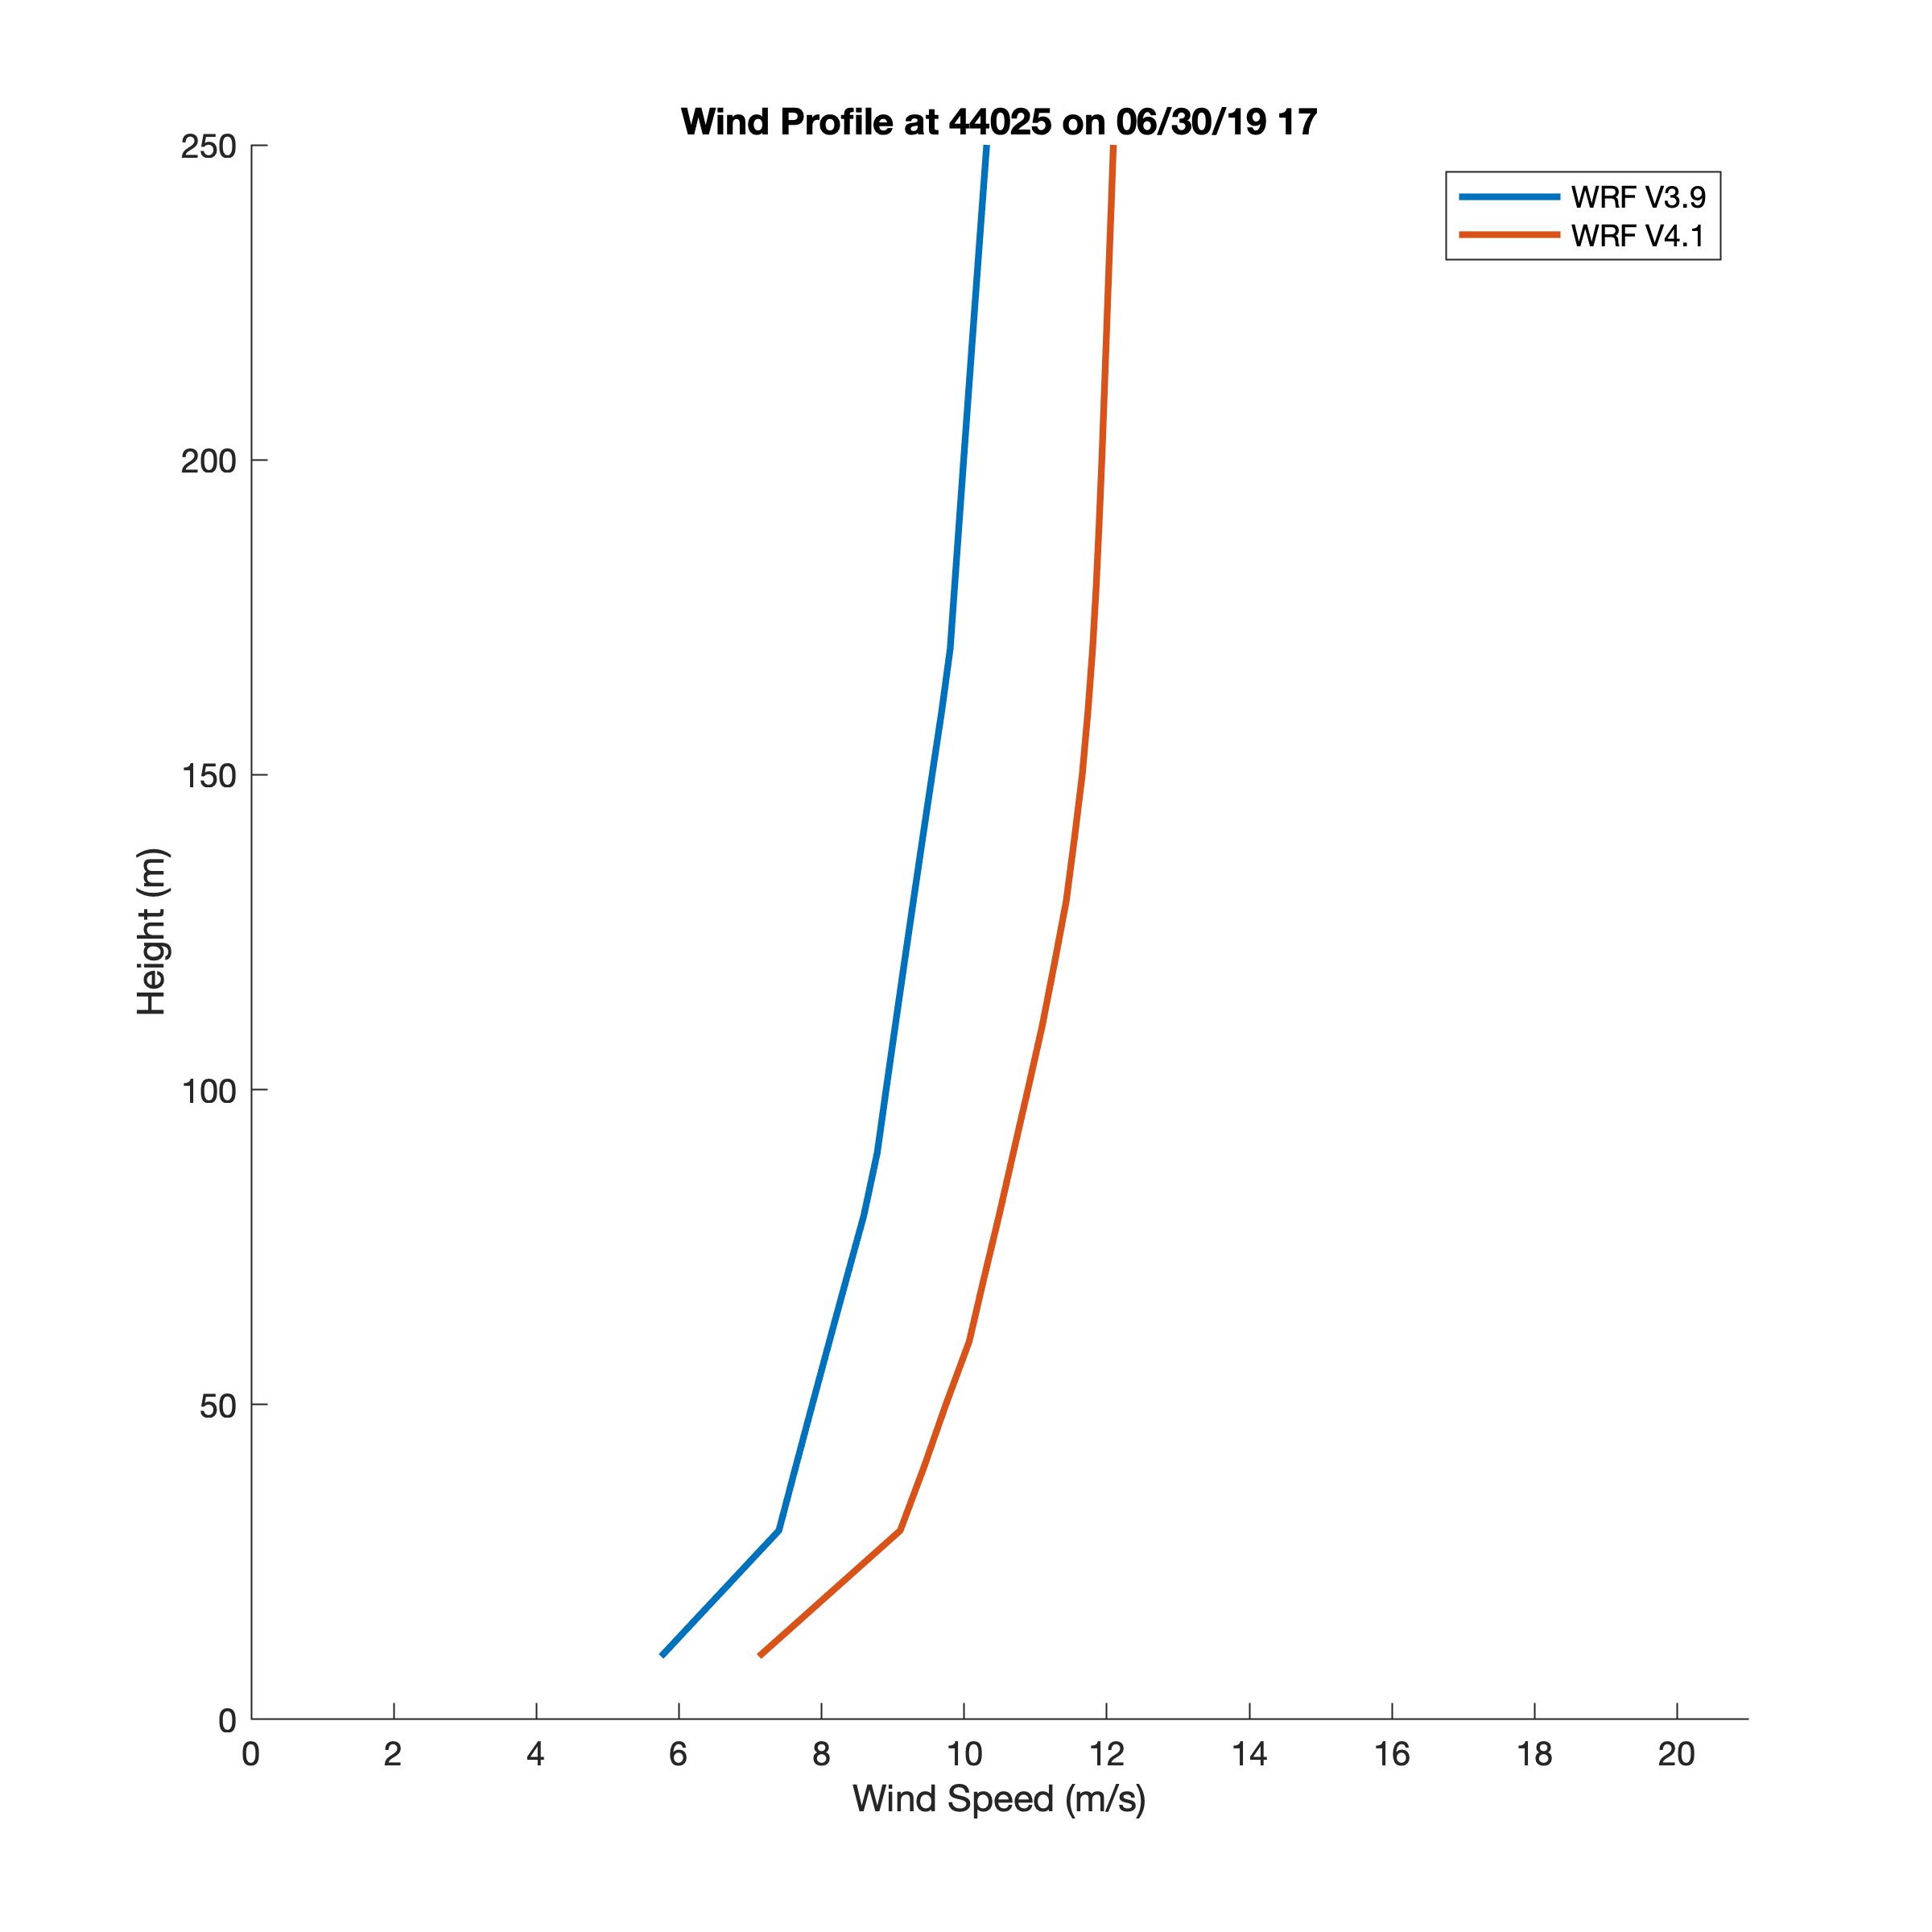 Wind Profile at 44025 on 06/30/19 17
WRF V3.9
WRF V4.1
250
200
150
100
50
0
Height (m)
0 2 4 6 8 10 12 14 16 18 20
Wind Speed (m/s)